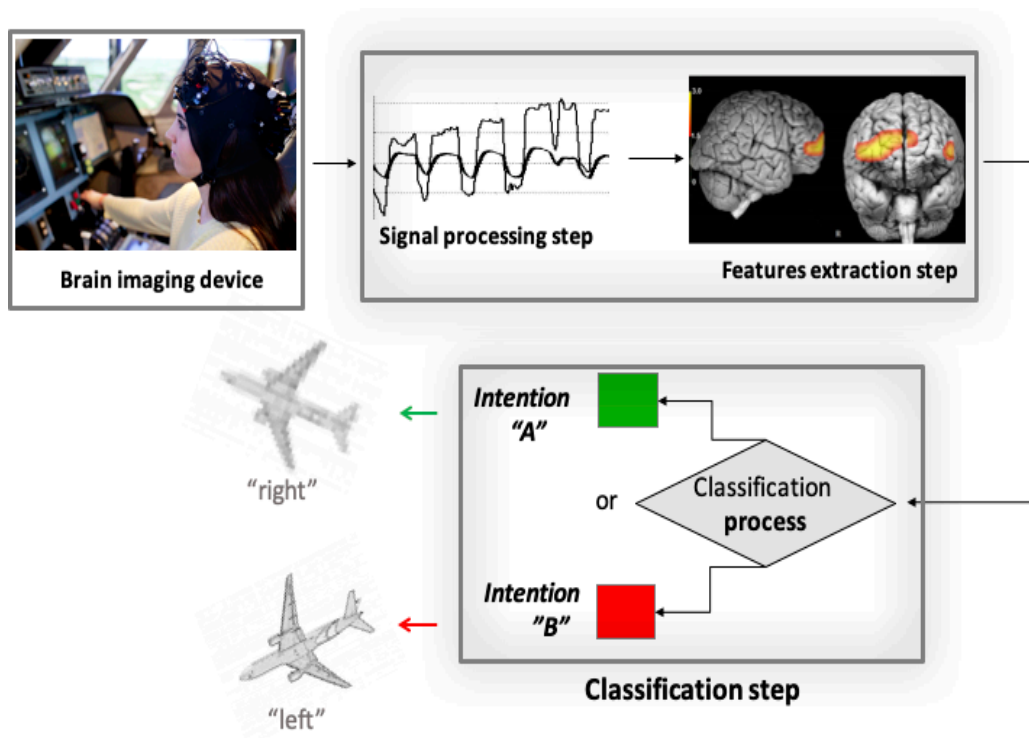 Signal processing step
Features extraction step
Brain imaging device
Intention
“A”
“right”
or
Classification
process
Intention
”B”
“left”
Classification step
R